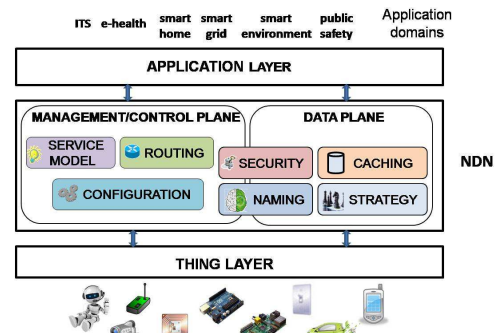 ITS e-health smart home smart grid smart environment public safety Application domains
APPLICATION LAYER
MANAGEMENT/CONTROL PLANE
DATA PLANE
SERVICE MODEL
ROUTING
SECURITY
CACHING
CONFIGURATION
NAMING
STRATEGY
NDN
THING LAYER